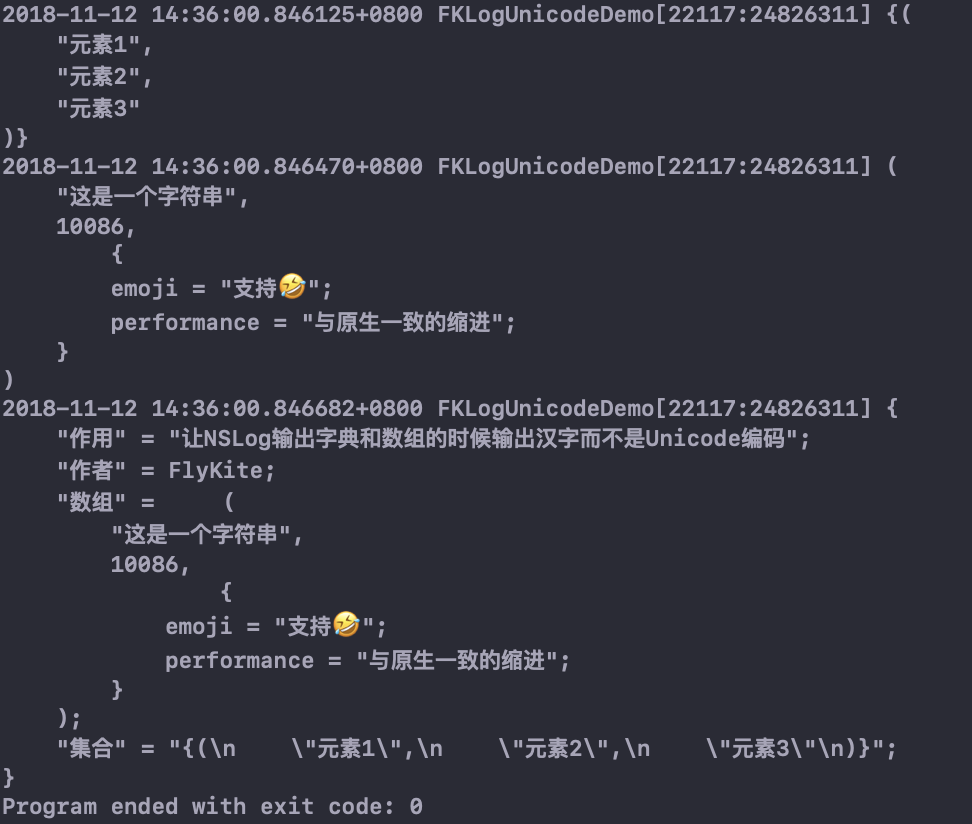 2018-11-12 14:36:00.846125+0800 FKLogUnicodeDemo[22117:24826311] {(
    "元素1",
    "元素2",
    "元素3"
)}
2018-11-12 14:36:00.846470+0800 FKLogUnicodeDemo[22117:24826311] (
    "这是一个字符串",
    10086,
        {
        emoji = "支持🤣";
        performance = "与原生一致的缩进";
    }
)
2018-11-12 14:36:00.846682+0800 FKLogUnicodeDemo[22117:24826311] {
    "作用" = "让NSLog输出字典和数组的时候输出汉字而不是Unicode编码";
    "作者" = FlyKite;
    "数组" =     (
        "这是一个字符串",
        10086,
                {
            emoji = "支持🤣";
            performance = "与原生一致的缩进";
        }
    );
    "集合" = "{(\n    \"元素1\",\n    \"元素2\",\n    \"元素3\"\n)}";
}
Program ended with exit code: 0